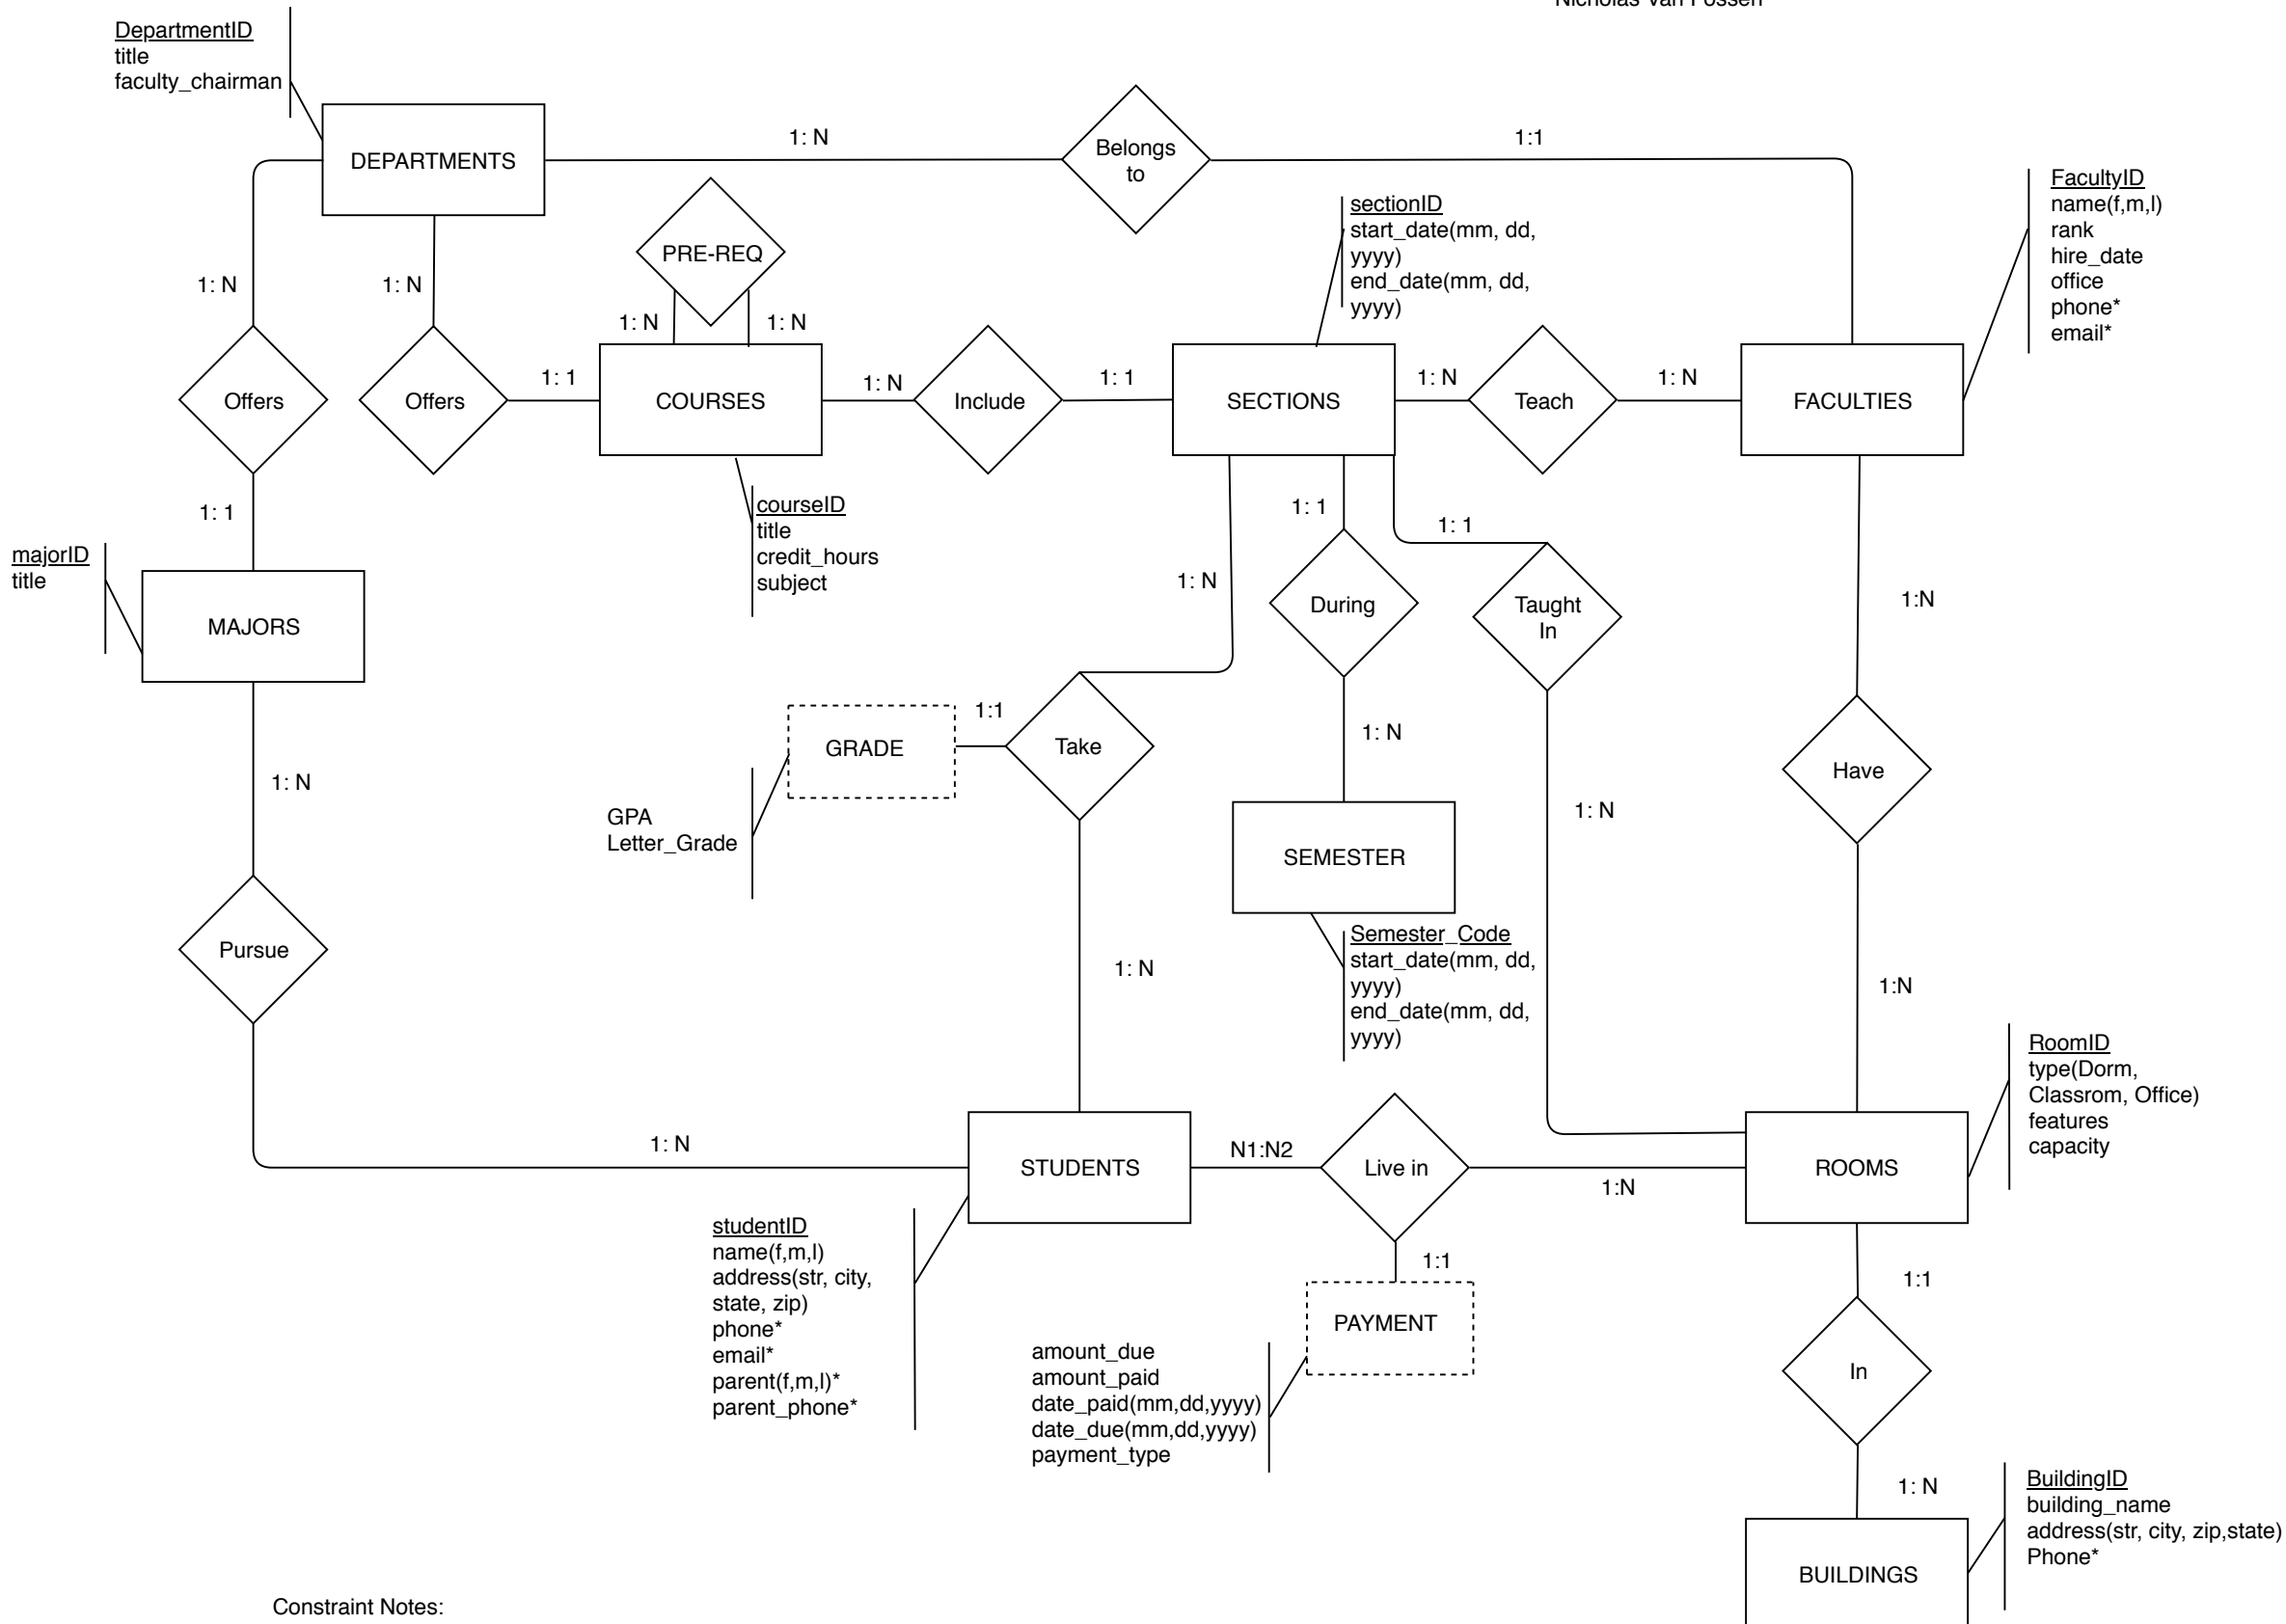 Nicholas Van Fossen
DepartmentID
title
faculty_chairman
DEPARTMENTS
1: N
Belongs
to
1:1
FacultyID
name(f,m,l)
rank
hire_date
office
phone*
email*
PRE-REQ
sectionID
start_date(mm, dd,
yyyy)
end_date(mm, dd,
yyyy)
1: N
1: N
1: N
1: N
Offers
Offers
1: 1
COURSES
1: N
Include
1: 1
SECTIONS
1: N
Teach
1: N
FACULTIES
1: 1
courseID
title
credit_hours
subject
1: 1
1: 1
majorID
title
MAJORS
1: N
During
Taught
In
1:N
GRADE
1:1
Take
1: N
Have
1: N
GPA
Letter_Grade
SEMESTER
1: N
Pursue
Semester_Code
start_date(mm, dd,
yyyy)
end_date(mm, dd,
yyyy)
1: N
1:N
RoomID
type(Dorm,
Classrom, Office)
features
capacity
1: N
STUDENTS
N1:N2
Live in
1:N
ROOMS
studentID
name(f,m,l)
address(str, city,
state, zip)
phone*
email*
parent(f,m,l)*
parent_phone*
1:1
1:1
PAYMENT
amount_due
amount_paid
date_paid(mm,dd,yyyy)
date_due(mm,dd,yyyy)
payment_type
In
1: N
BuildingID
building_name
address(str, city, zip,state)
Phone*
BUILDINGS
Constraint Notes: